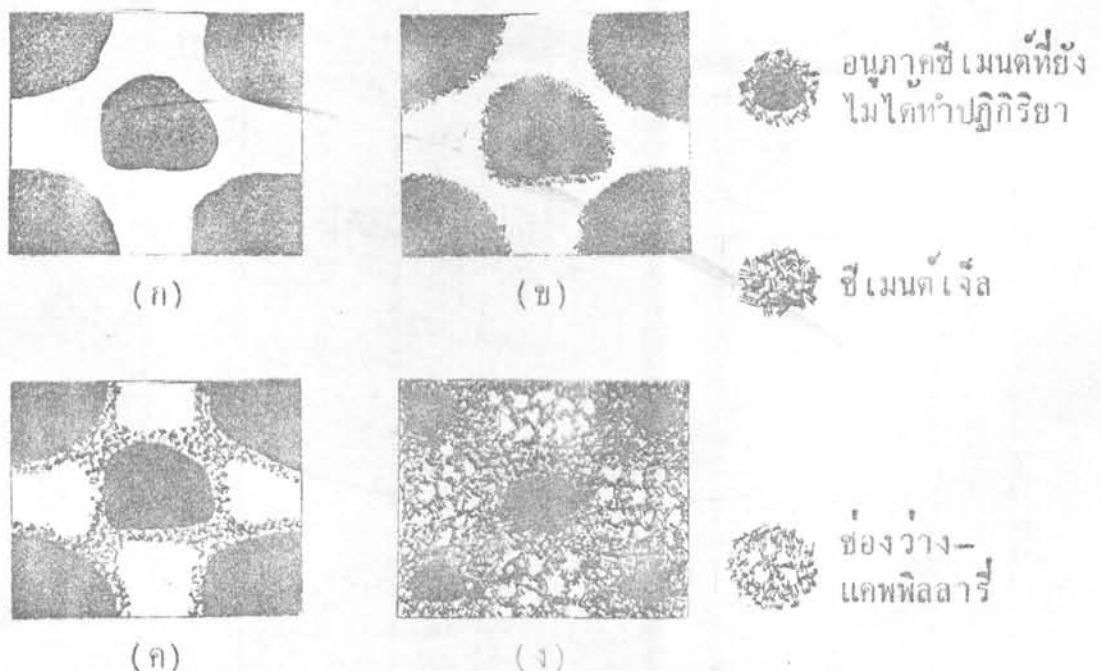 (ก)
(ข)
อนุภาคซีเมนต์ที่ยัง
ไม่ได้ทำปฏิกิริยา
ซีเมนต์เจ็ล
(ค)
(ง)
ช่องว่าง-
แคพพิลลารี่